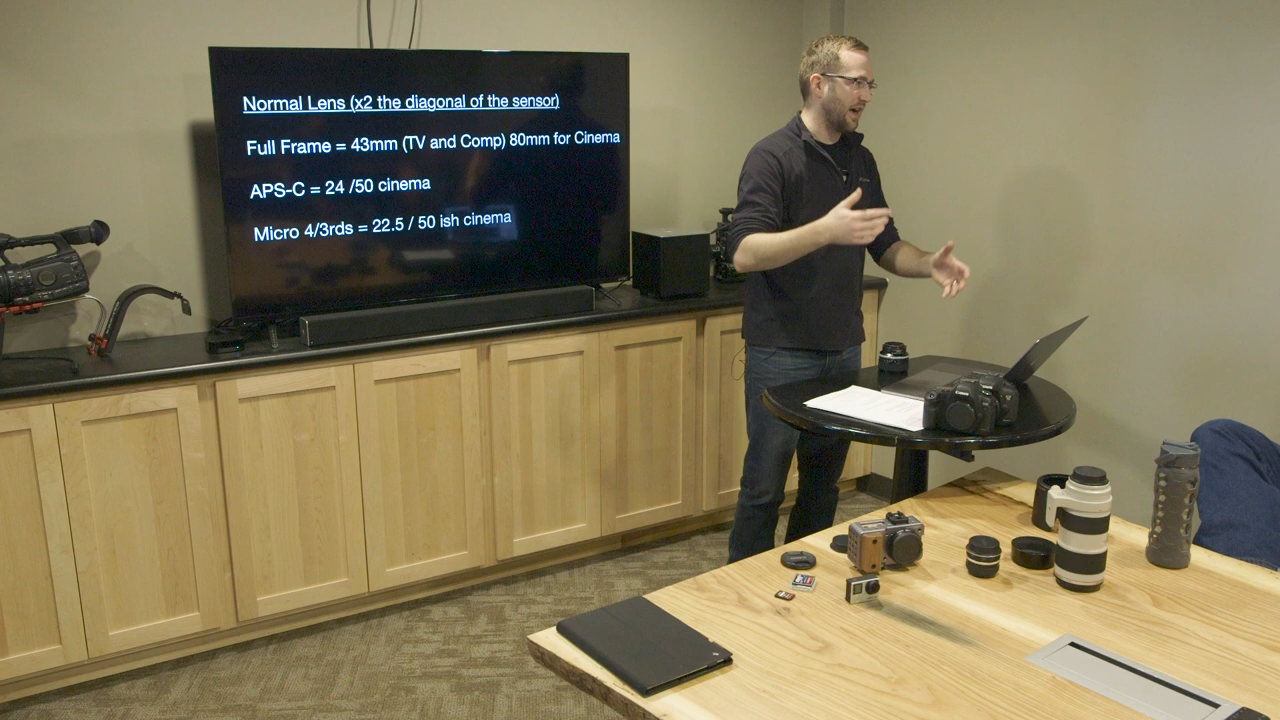 Normal Lens (x2 the diagonal of the sensor)
Full Frame = 43mm (TV and Comp) 80mm for Cinema
APS-C = 24 /50 cinema
Micro 4/3rds = 22.5 / 50 ish cinema
Canon